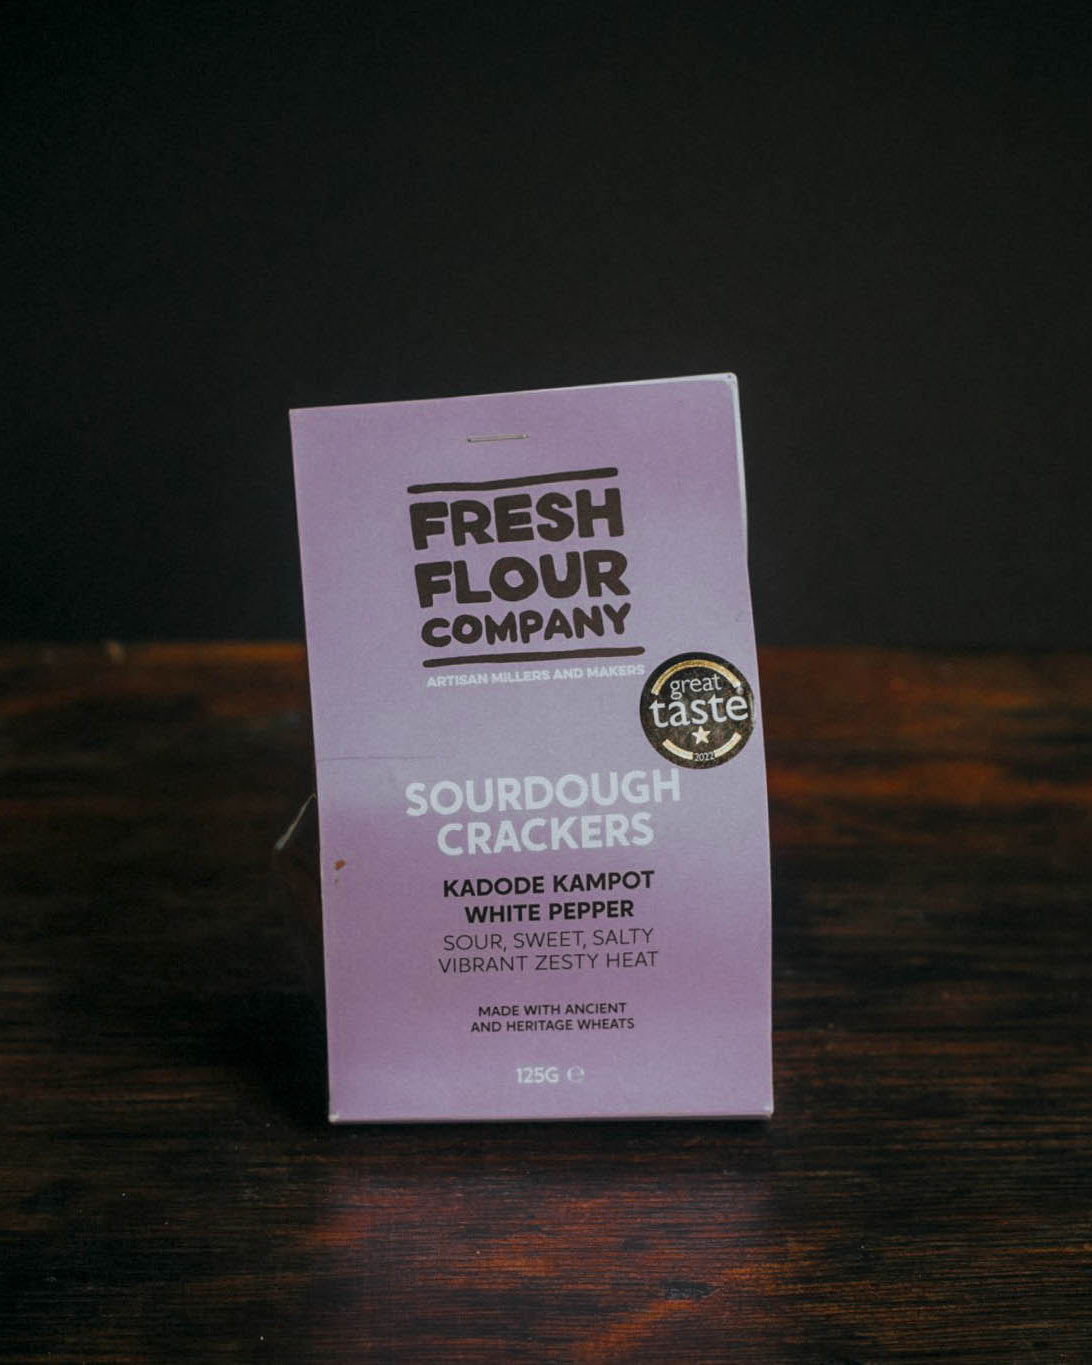 FRESH
FLOUR
COMPANY
ARTISAN MILLERS AND MAKERS
great
taste
2022
SOURDOUGH
CRACKERS
KADODE KAMPOT
WHITE PEPPER
SOUR, SWEET, SALTY
VIBRANT ZESTY HEAT
MADE WITH ANCIENT
AND HERITAGE WHEATS
125G ℮